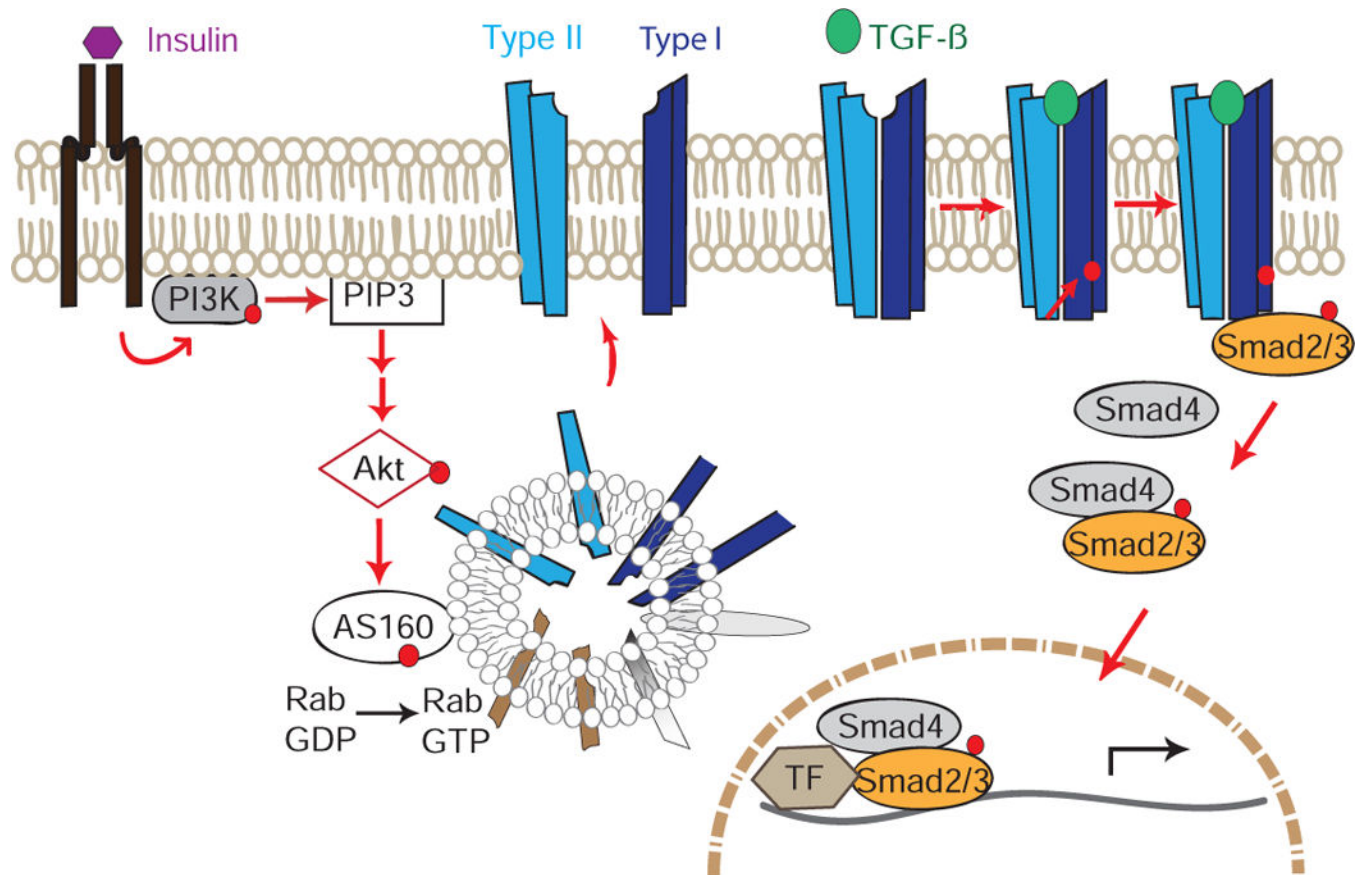 Insulin
Type II
Type I
TGF-ß
PI3K
PIP3
Smad2/3
Smad4
Akt
Smad4
Smad2/3
AS160
Rab
GDP
Rab
GTP
Smad4
TF
Smad2/3